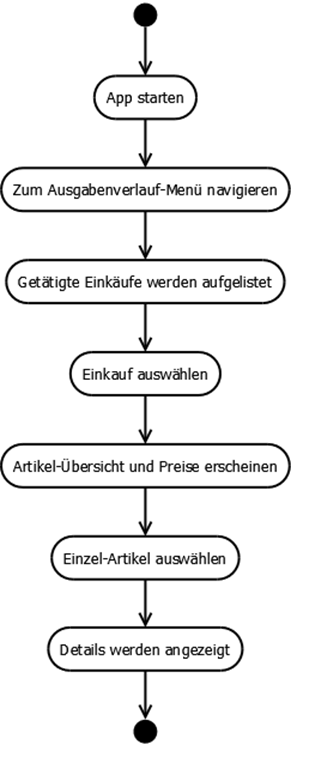 App starten
Zum Ausgabenverlauf-Menü navigieren
Getätigte Einkäufe werden aufgelistet
Einkauf auswählen
Artikel-Übersicht und Preise erscheinen
Einzel-Artikel auswählen
Details werden angezeigt